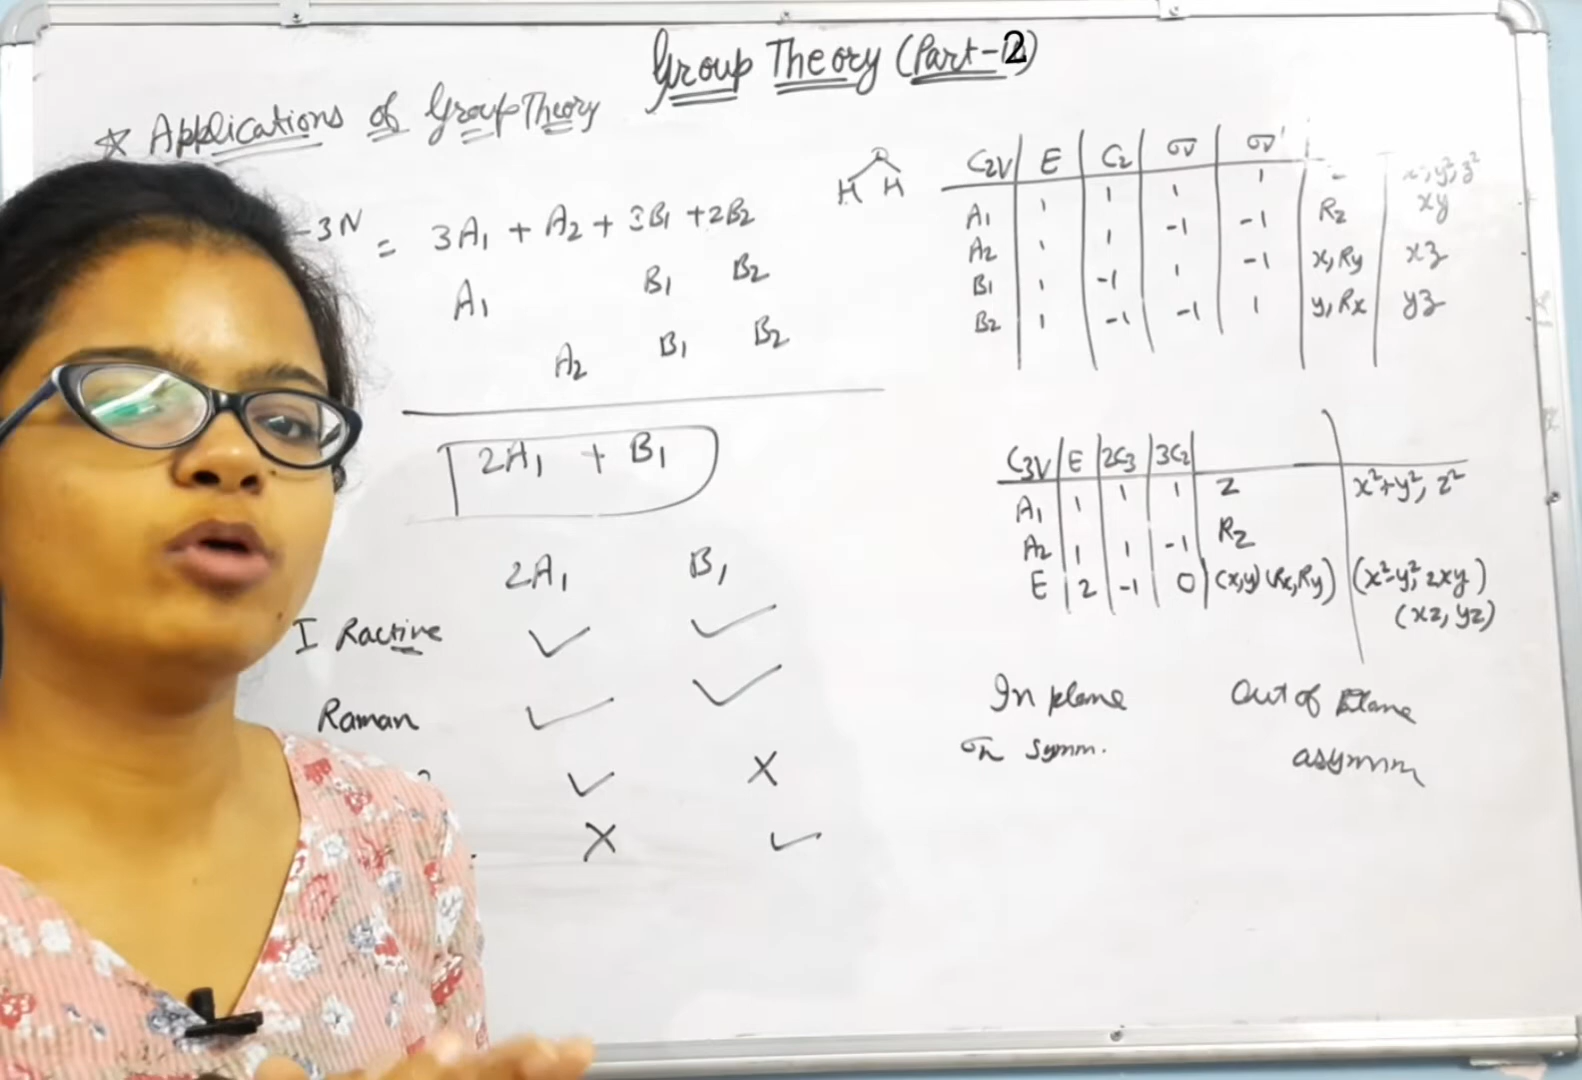 Group Theory (Part-2)
* Applications of Group Theory
-3N = 3A1 + A2 + 3B1 + 2B2
A1 B1 B2
A2 B1 B2
2A1 + B1
2A1 B1
I Ractive ✓ ✓
Raman ✓ ✓
✓ X
X ✓
H H
C2V E C2 σv σv'
1 1 1 1 y², z²
A1 1 1 -1 -1 Rz xy
A2 1 -1 1 -1 x, Ry xz
B1 1 -1 -1 1 y, Rx yz
B2
C3V E 2C3 3C2
A1 1 1 1 Z x²+y², z²
A2 1 1 -1 RZ
E 2 -1 0 (x,y) (Rx,Ry) (x²-y², 2xy)
(xz, yz)
In plane Out of Plane
σh symm. asymm